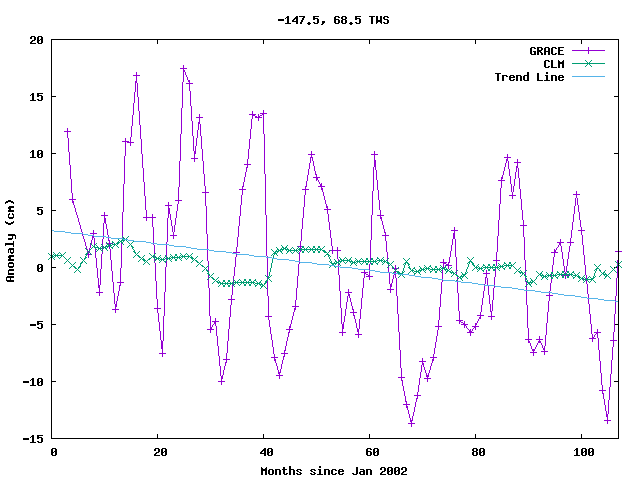 -147.5, 68.5 TWS
GRACE
CLM
Trend Line
20
15
10
5
0
-5
-10
-15
Anomaly (cm)
0 20 40 60 80 100
Months since Jan 2002